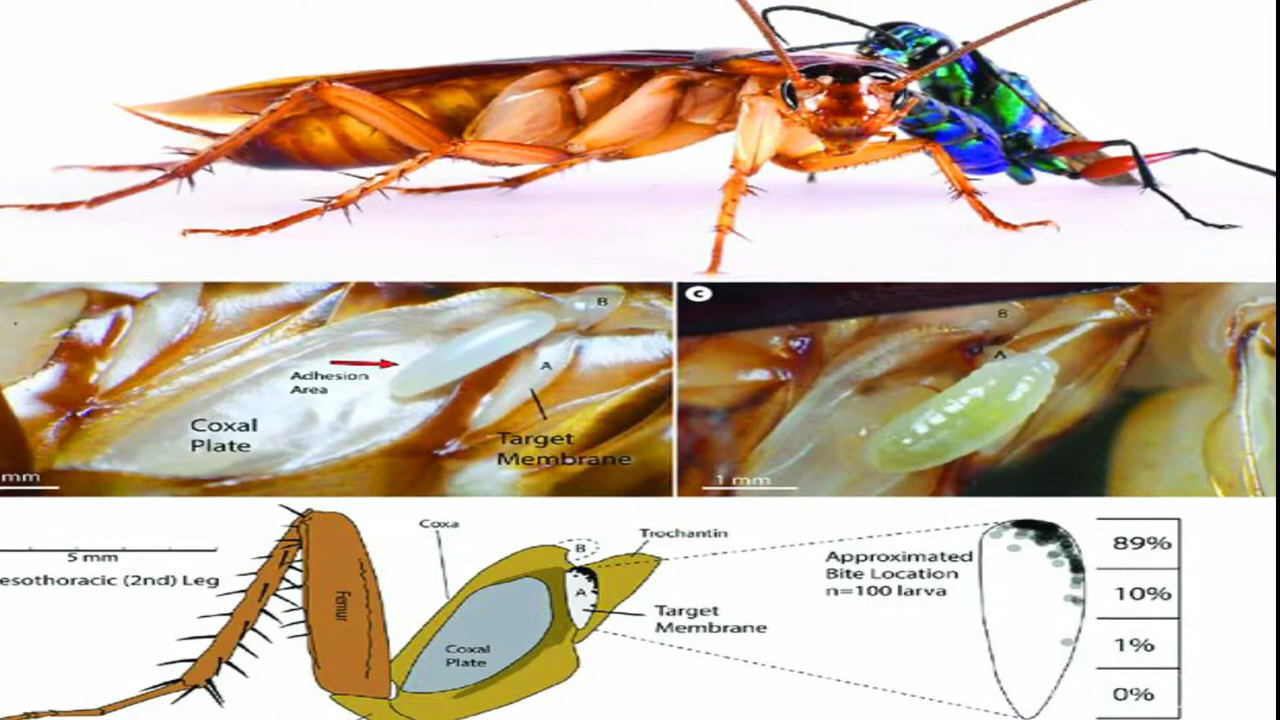 B
Adhesion
Area
A
Coxal
Plate
Target
Membrane
mm
C
B
A
1 mm
5 mm
esothoracic (2nd) Leg
Femur
Coxa
Trochantin
B
A
Target
Membrane
Coxal
Plate
Approximated
Bite Location
n=100 larva
89%
10%
1%
0%